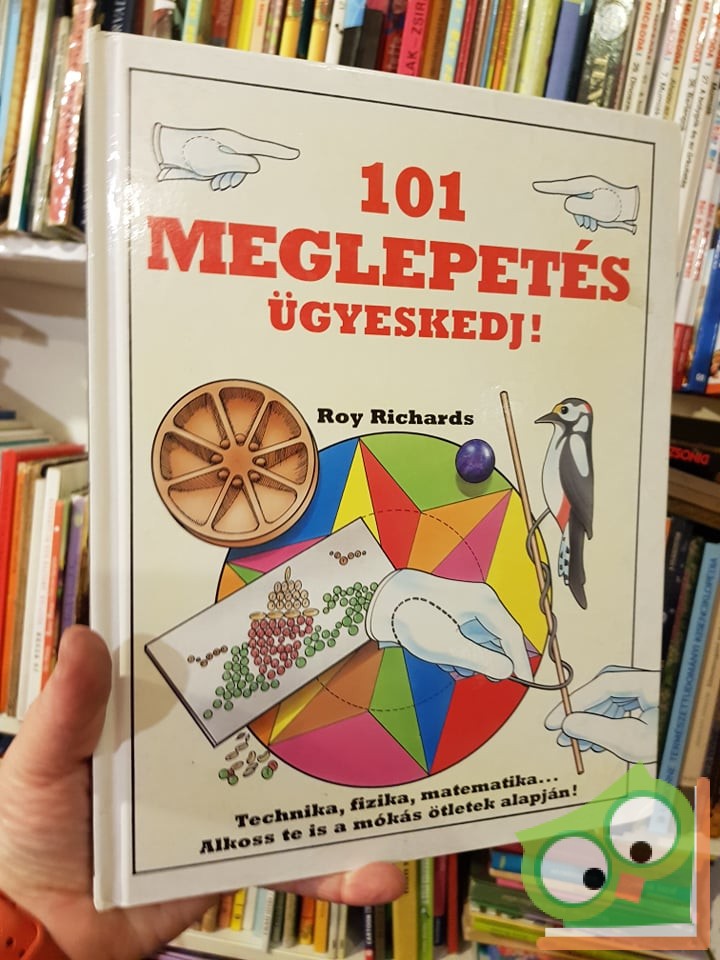 101
MEGLEPETÉS
ÜGYESKEDJ!
Roy Richards
Technika, fizika, matematika...
Alkoss te is a mókás ötletek alapján!